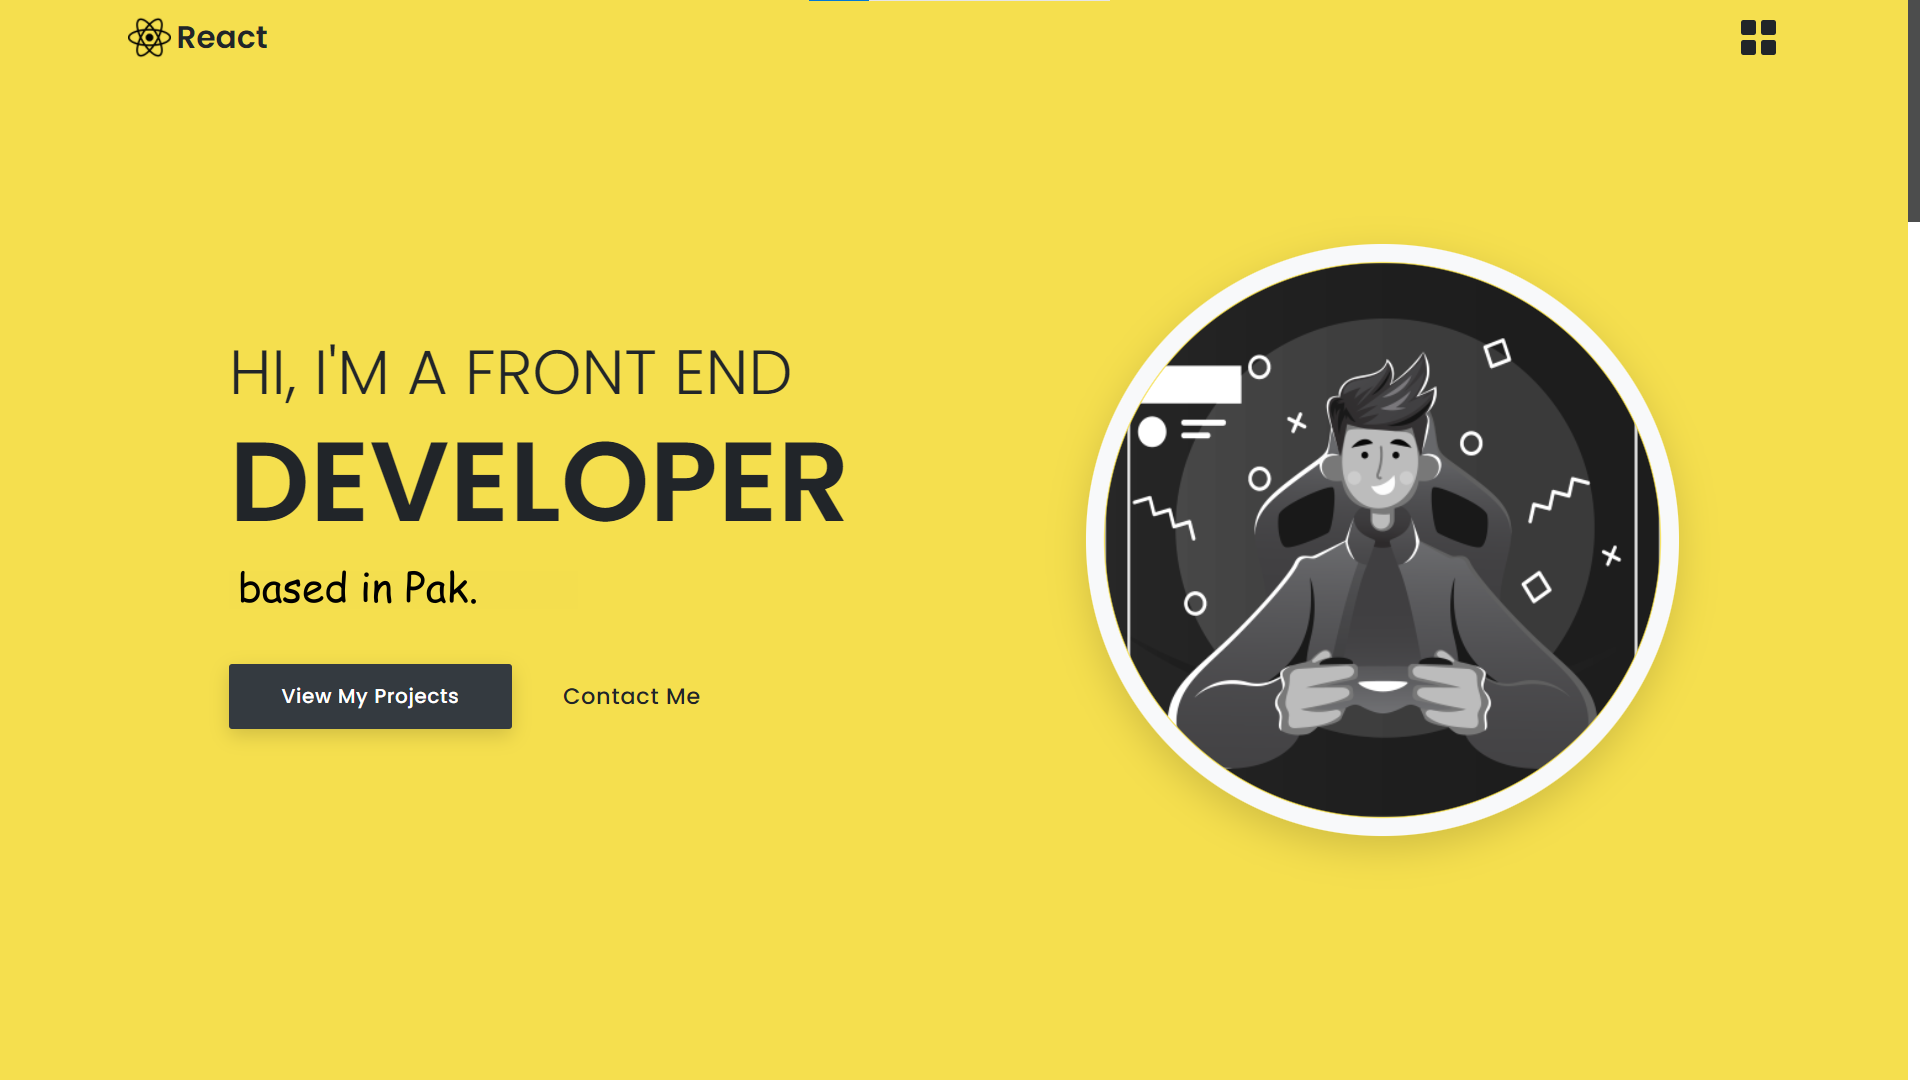 React
HI, I'M A FRONT END
DEVELOPER
based in Pak.
View My Projects
Contact Me